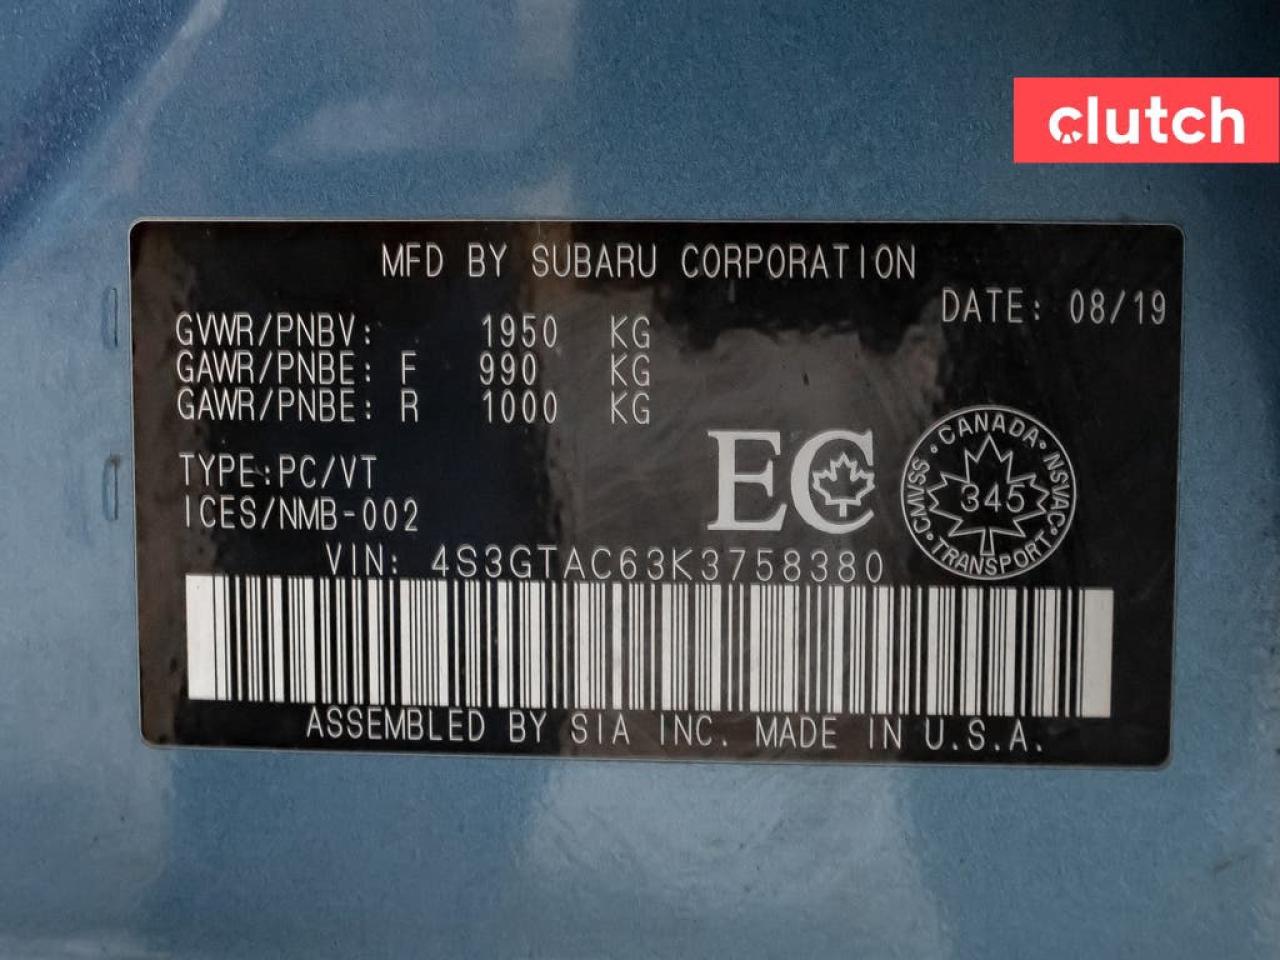 clutch
MFD BY SUBARU CORPORATION
DATE: 08/19
GVWR/PNBV: 1950 KG
GAWR/PNBE: F 990 KG
GAWR/PNBE: R 1000 KG
TYPE:PC/VT
ICES/NMB-002
EC
CANADA · NSVAC · TRANSPORT · CMVSS ·
345
VIN: 4S3GTAC63K3758380
ASSEMBLED BY SIA INC. MADE IN U.S.A.